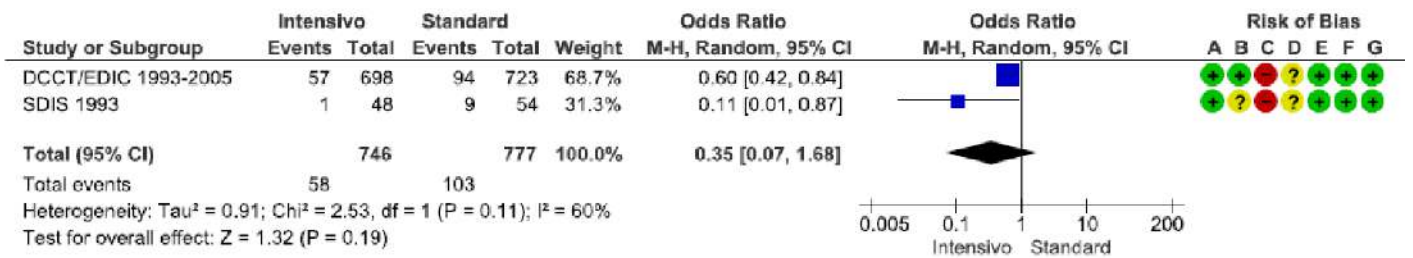 Intensivo Standard Odds Ratio Odds Ratio Risk of Bias
Study or Subgroup Events Total Events Total Weight M-H, Random, 95% CI M-H, Random, 95% CI A B C D E F G
DCCT/EDIC 1993-2005 57 698 94 723 68.7% 0.60 [0.42, 0.84] + + - ? + + +
SDIS 1993 1 48 9 54 31.3% 0.11 [0.01, 0.87] + ? - ? + + +
Total (95% CI) 746 777 100.0% 0.35 [0.07, 1.68]
Total events 58 103
Heterogeneity: Tau² = 0.91; Chi² = 2.53, df = 1 (P = 0.11); I² = 60%
Test for overall effect: Z = 1.32 (P = 0.19)
0.005 0.1 1 10 200
Intensivo Standard